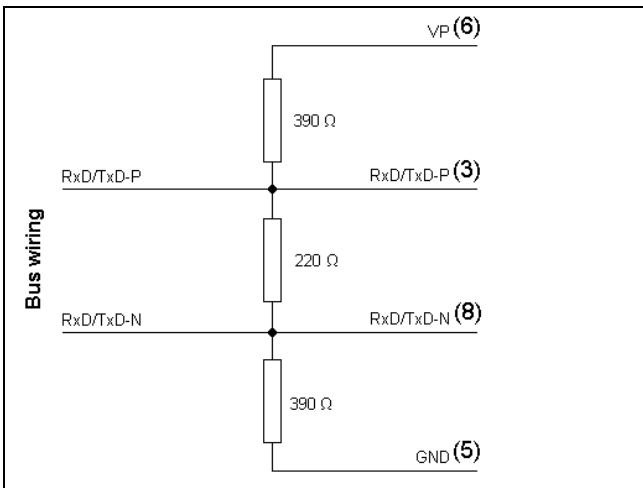 VP (6)
390 Ω
RxD/TxD-P RxD/TxD-P (3)
Bus wiring
220 Ω
RxD/TxD-N RxD/TxD-N (8)
390 Ω
GND (5)